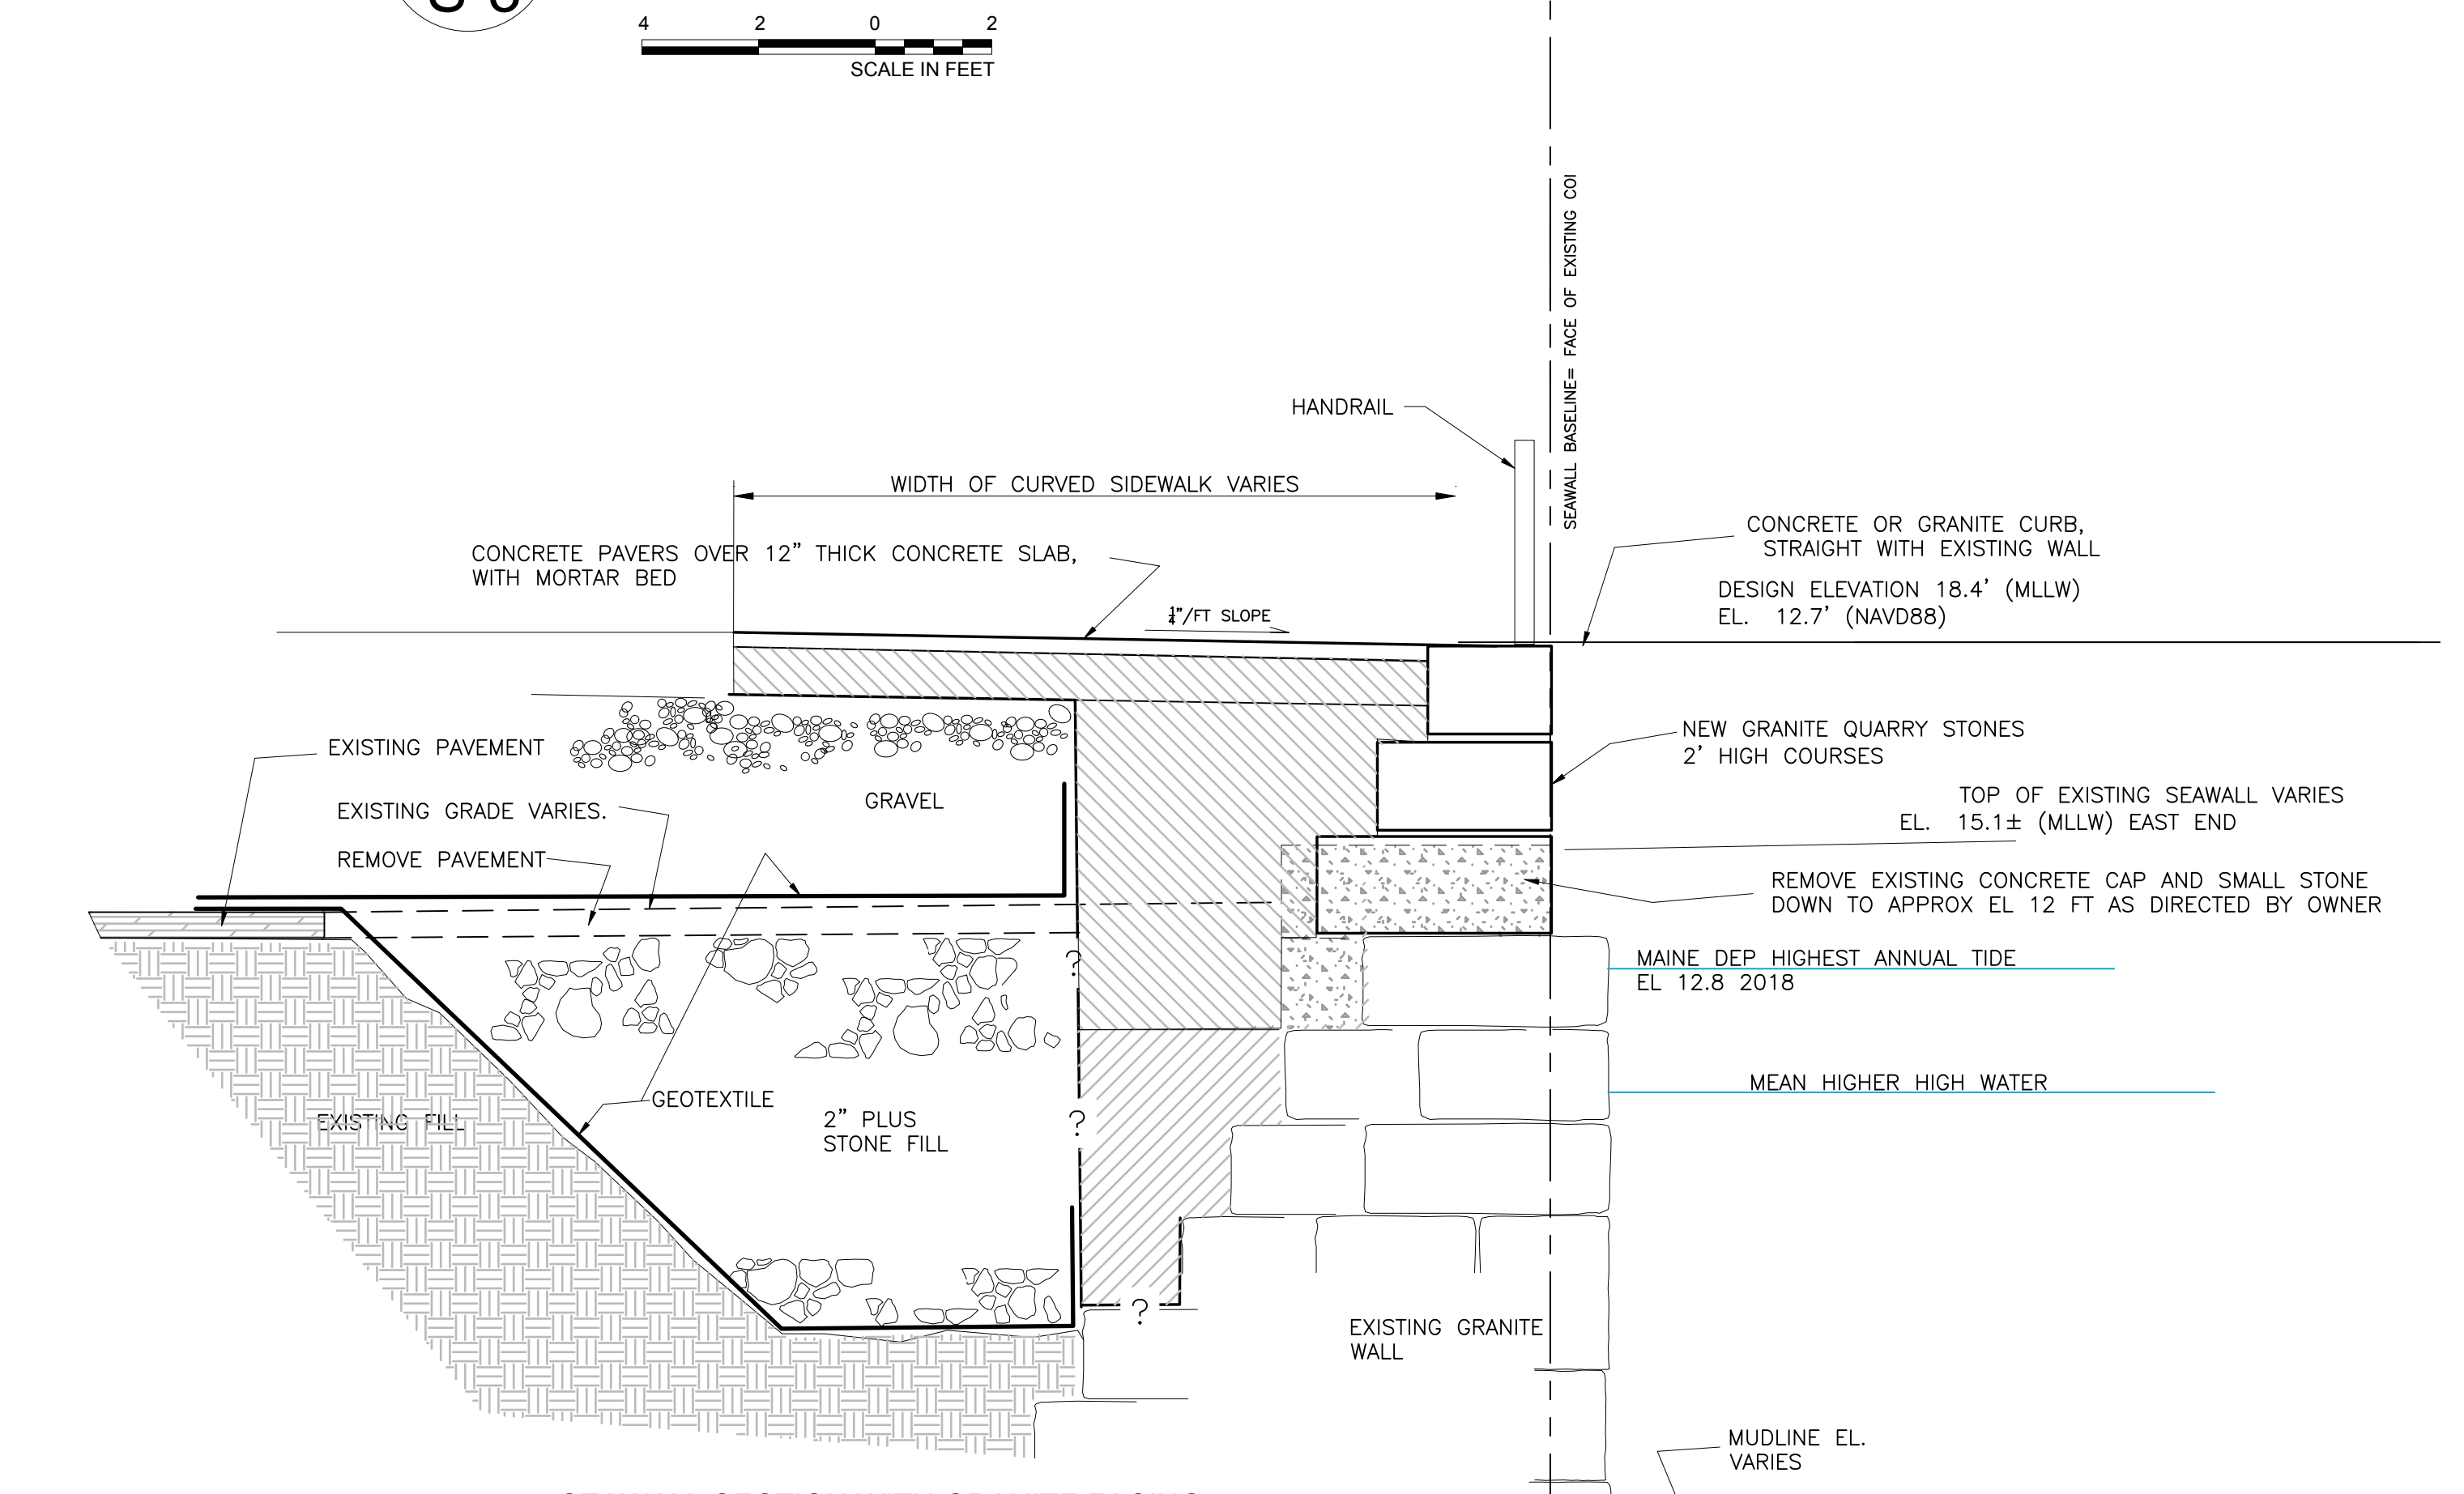 4 2 0 2
SCALE IN FEET
SEAWALL BASELINE= FACE OF EXISTING
HANDRAIL
WIDTH OF CURVED SIDEWALK VARIES
CONCRETE PAVERS OVER 12” THICK CONCRETE SLAB,
WITH MORTAR BED
¼”/FT SLOPE
CONCRETE OR GRANITE CURB,
STRAIGHT WITH EXISTING WALL
DESIGN ELEVATION 18.4’ (MLLW)
EL. 12.7’ (NAVD88)
NEW GRANITE QUARRY STONES
2’ HIGH COURSES
TOP OF EXISTING SEAWALL VARIES
EL. 15.1± (MLLW) EAST END
REMOVE EXISTING CONCRETE CAP AND SMALL STONE
DOWN TO APPROX EL 12 FT AS DIRECTED BY OWNER
EXISTING PAVEMENT
GRAVEL
EXISTING GRADE VARIES.
REMOVE PAVEMENT
?
MAINE DEP HIGHEST ANNUAL TIDE
EL 12.8 2018
MEAN HIGHER HIGH WATER
GEOTEXTILE
EXISTING FILL
2” PLUS
STONE FILL
?
?
EXISTING GRANITE
WALL
MUDLINE EL.
VARIES